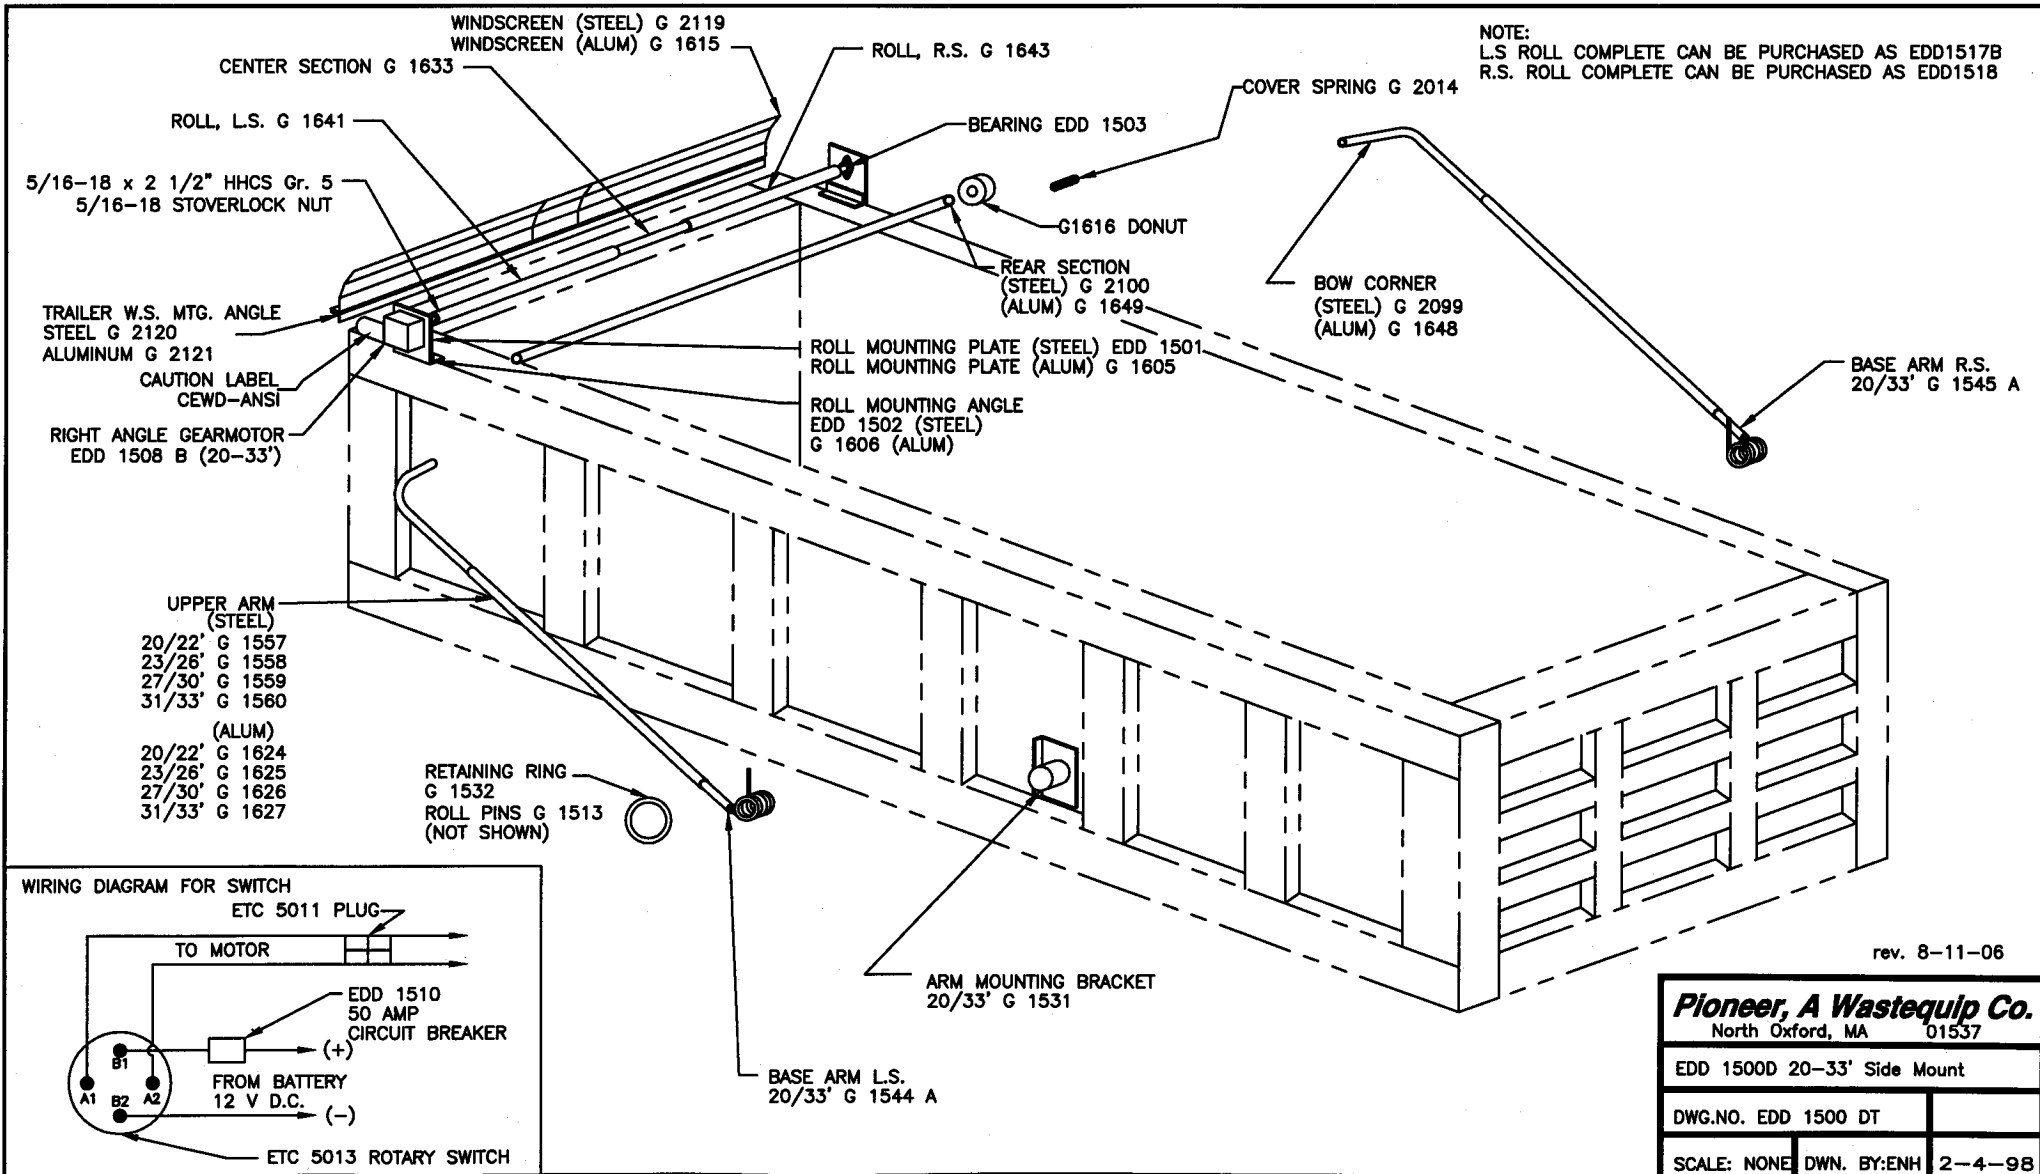 WINDSCREEN (STEEL) G 2119
WINDSCREEN (ALUM) G 1615
CENTER SECTION G 1633
ROLL, R.S. G 1643
NOTE:
L.S ROLL COMPLETE CAN BE PURCHASED AS EDD1517B
R.S. ROLL COMPLETE CAN BE PURCHASED AS EDD1518
COVER SPRING G 2014
ROLL, L.S. G 1641
BEARING EDD 1503
5/16-18 x 2 1/2" HHCS Gr. 5
5/16-18 STOVERLOCK NUT
G1616 DONUT
REAR SECTION
(STEEL) G 2100
(ALUM) G 1649
BOW CORNER
(STEEL) G 2099
(ALUM) G 1648
TRAILER W.S. MTG. ANGLE
STEEL G 2120
ALUMINUM G 2121
ROLL MOUNTING PLATE (STEEL) EDD 1501
ROLL MOUNTING PLATE (ALUM) G 1605
BASE ARM R.S.
20/33' G 1545 A
CAUTION LABEL
CEWD-ANSI
ROLL MOUNTING ANGLE
EDD 1502 (STEEL)
G 1606 (ALUM)
RIGHT ANGLE GEARMOTOR
EDD 1508 B (20-33')
UPPER ARM
(STEEL)
20/22' G 1557
23/26' G 1558
27/30' G 1559
31/33' G 1560
(ALUM)
20/22' G 1624
23/26' G 1625
27/30' G 1626
31/33' G 1627
RETAINING RING
G 1532
ROLL PINS G 1513
(NOT SHOWN)
ARM MOUNTING BRACKET
20/33' G 1531
BASE ARM L.S.
20/33' G 1544 A
WIRING DIAGRAM FOR SWITCH
ETC 5011 PLUG
TO MOTOR
EDD 1510
50 AMP
CIRCUIT BREAKER
(+)
B1
FROM BATTERY
12 V D.C.
A1
B2
A2
(-)
ETC 5013 ROTARY SWITCH
rev. 8-11-06
Pioneer, A Wastequip Co.
North Oxford, MA 01537
EDD 1500D 20-33' Side Mount
DWG.NO. EDD 1500 DT
SCALE: NONE DWN. BY:ENH 2-4-98